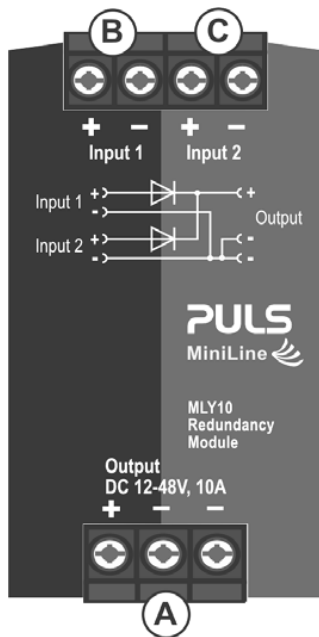 B C
+ - + -
Input 1 Input 2
Input 1 + +
- Output
Input 2 + -
- -
PULS
MiniLine
MLY10
Redundancy
Module
Output
DC 12-48V, 10A
+ - -
A